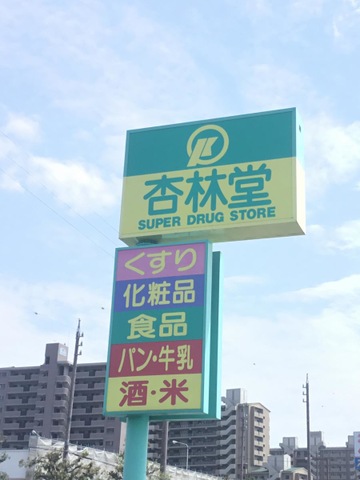 杏林堂
SUPER DRUG STORE
くすり
化粧品
食品
パン・牛乳
酒・米